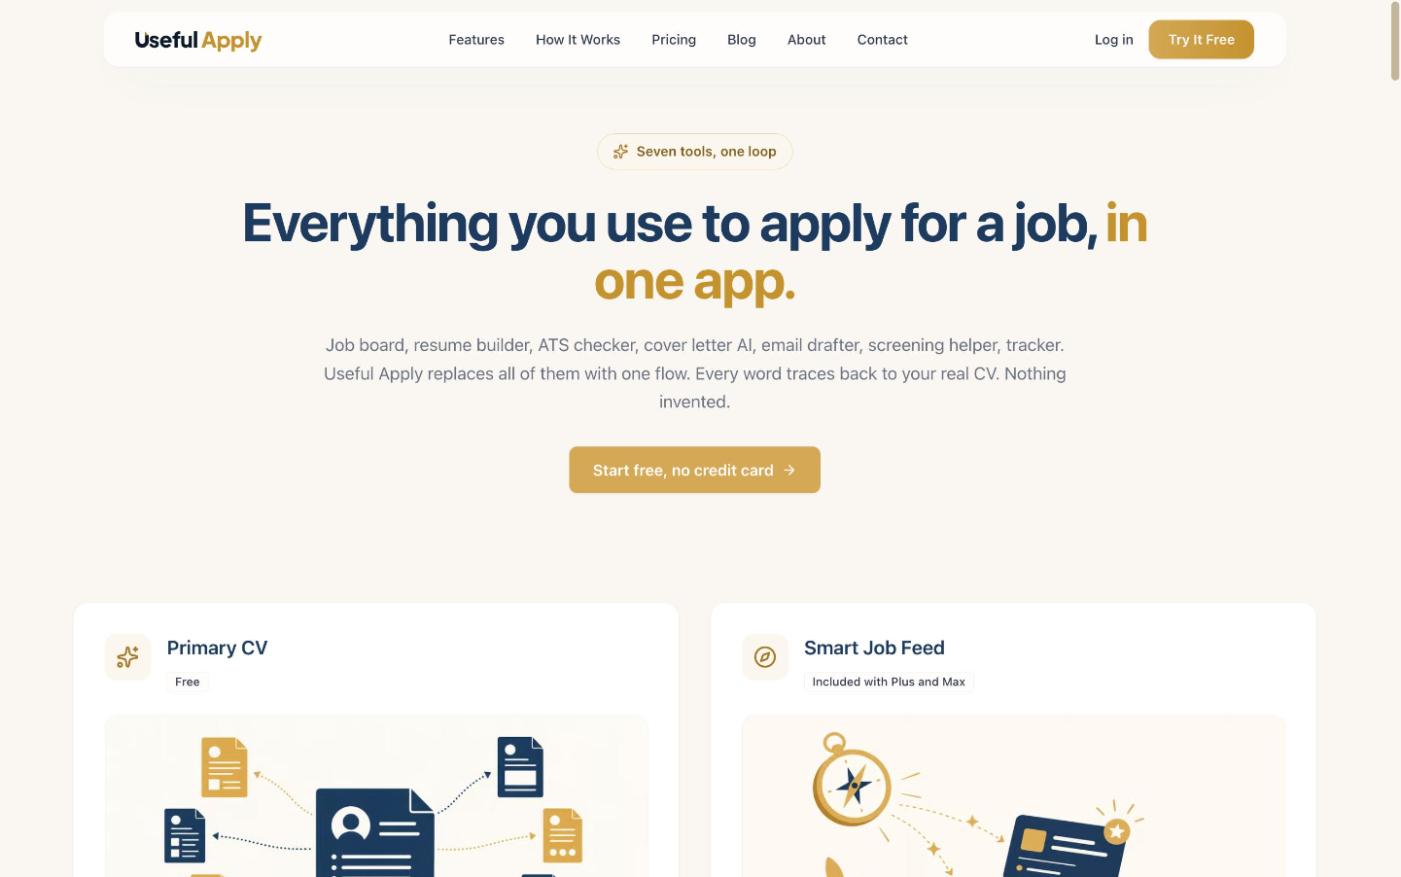 Useful Apply
Features
How It Works
Pricing
Blog
About
Contact
Log in
Try It Free
Seven tools, one loop
Everything you use to apply for a job, in
one app.
Job board, resume builder, ATS checker, cover letter AI, email drafter, screening helper, tracker.
Useful Apply replaces all of them with one flow. Every word traces back to your real CV. Nothing
invented.
Start free, no credit card
Primary CV
Free
Smart Job Feed
Included with Plus and Max